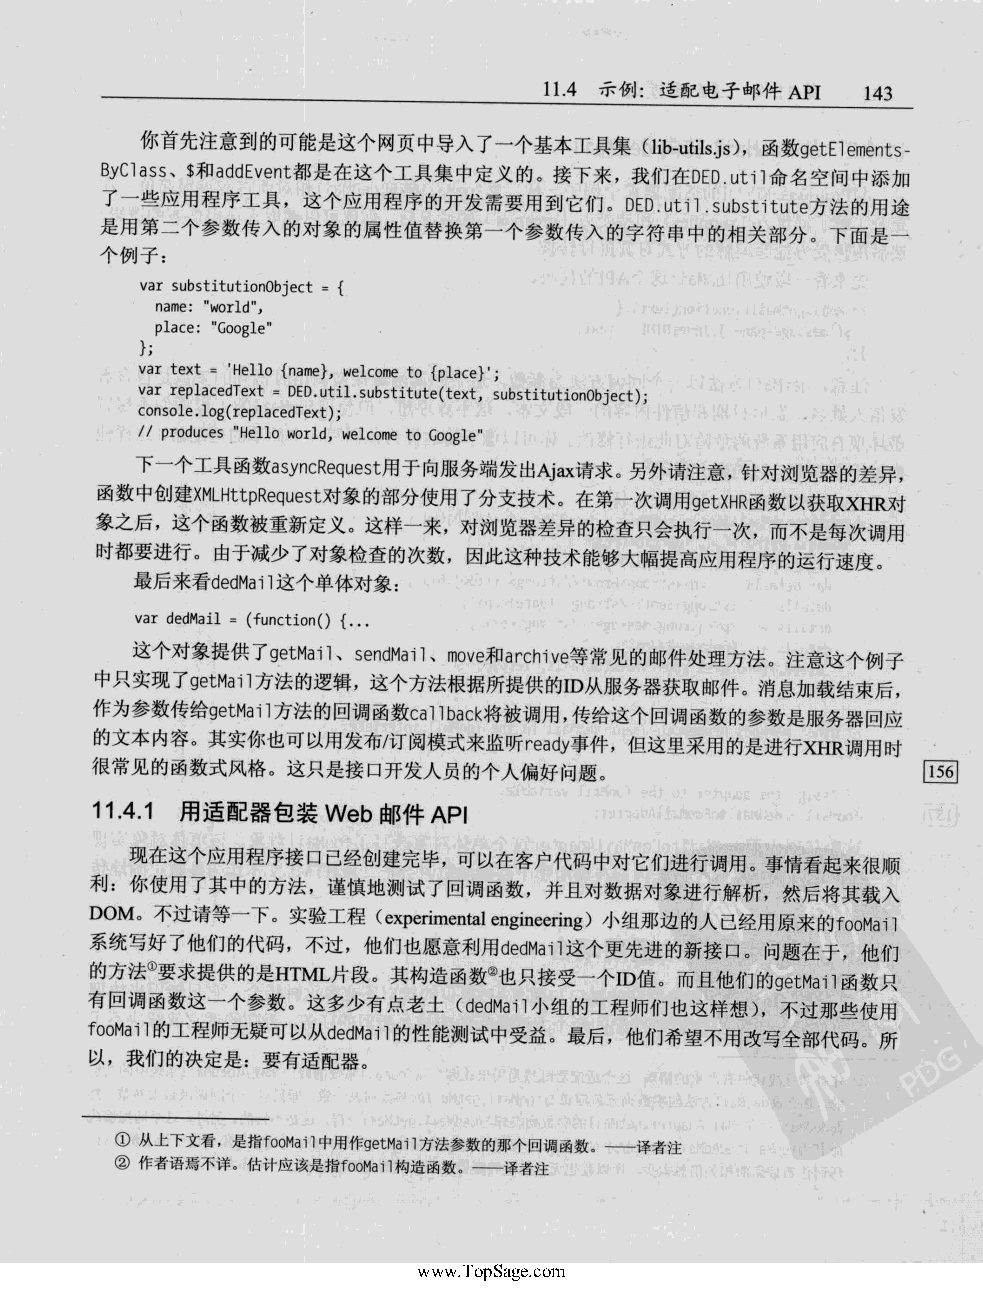 11.4 示例：适配电子邮件 API 143
你首先注意到的可能是这个网页中导入了一个基本工具集（lib-utils.js），函数getElements-
ByClass、$和addEvent都是在这个工具集中定义的。接下来，我们在DED.util命名空间中添加
了一些应用程序工具，这个应用程序的开发需要用到它们。DED.util.substitute方法的用途
是用第二个参数传入的对象的属性值替换第一个参数传入的字符串中的相关部分。下面是一
个例子：
var substitutionObject = {
name: "world",
place: "Google"
};
var text = 'Hello {name}, welcome to {place}';
var replacedText = DED.util.substitute(text, substitutionObject);
console.log(replacedText);
// produces "Hello world, welcome to Google"
下一个工具函数asyncRequest用于向服务端发出Ajax请求。另外请注意，针对浏览器的差异，
函数中创建XMLHttpRequest对象的部分使用了分支技术。在第一次调用getXHR函数以获取XHR对
象之后，这个函数被重新定义。这样一来，对浏览器差异的检查只会执行一次，而不是每次调用
时都要进行。由于减少了对象检查的次数，因此这种技术能够大幅提高应用程序的运行速度。
最后来看dedMail这个单体对象：
var dedMail = (function() {...
这个对象提供了getMail、sendMail、move和archive等常见的邮件处理方法。注意这个例子
中只实现了getMail方法的逻辑，这个方法根据所提供的ID从服务器获取邮件。消息加载结束后，
作为参数传给getMail方法的回调函数callback将被调用，传给这个回调函数的参数是服务器回应
的文本内容。其实你也可以用发布/订阅模式来监听ready事件，但这里采用的是进行XHR调用时
很常见的函数式风格。这只是接口开发人员的个人偏好问题。
156
11.4.1 用适配器包装 Web 邮件 API
现在这个应用程序接口已经创建完毕，可以在客户代码中对它们进行调用。事情看起来很顺
利：你使用了其中的方法，谨慎地测试了回调函数，并且对数据对象进行解析，然后将其载入
DOM。不过请等一下。实验工程（experimental engineering）小组那边的人已经用原来的fooMail
系统写好了他们的代码，不过，他们也愿意利用dedMail这个更先进的新接口。问题在于，他们
的方法①要求提供的是HTML片段。其构造函数②也只接受一个ID值。而且他们的getMail函数只
有回调函数这一个参数。这多少有点老土（dedMail小组的工程师们也这样想），不过那些使用
fooMail的工程师无疑可以从dedMail的性能测试中受益。最后，他们希望不用改写全部代码。所
以，我们的决定是：要有适配器。
PDG
① 从上下文看，是指fooMail中用作getMail方法参数的那个回调函数。——译者注
② 作者语焉不详。估计应该是指fooMail构造函数。——译者注
www.TopSage.com